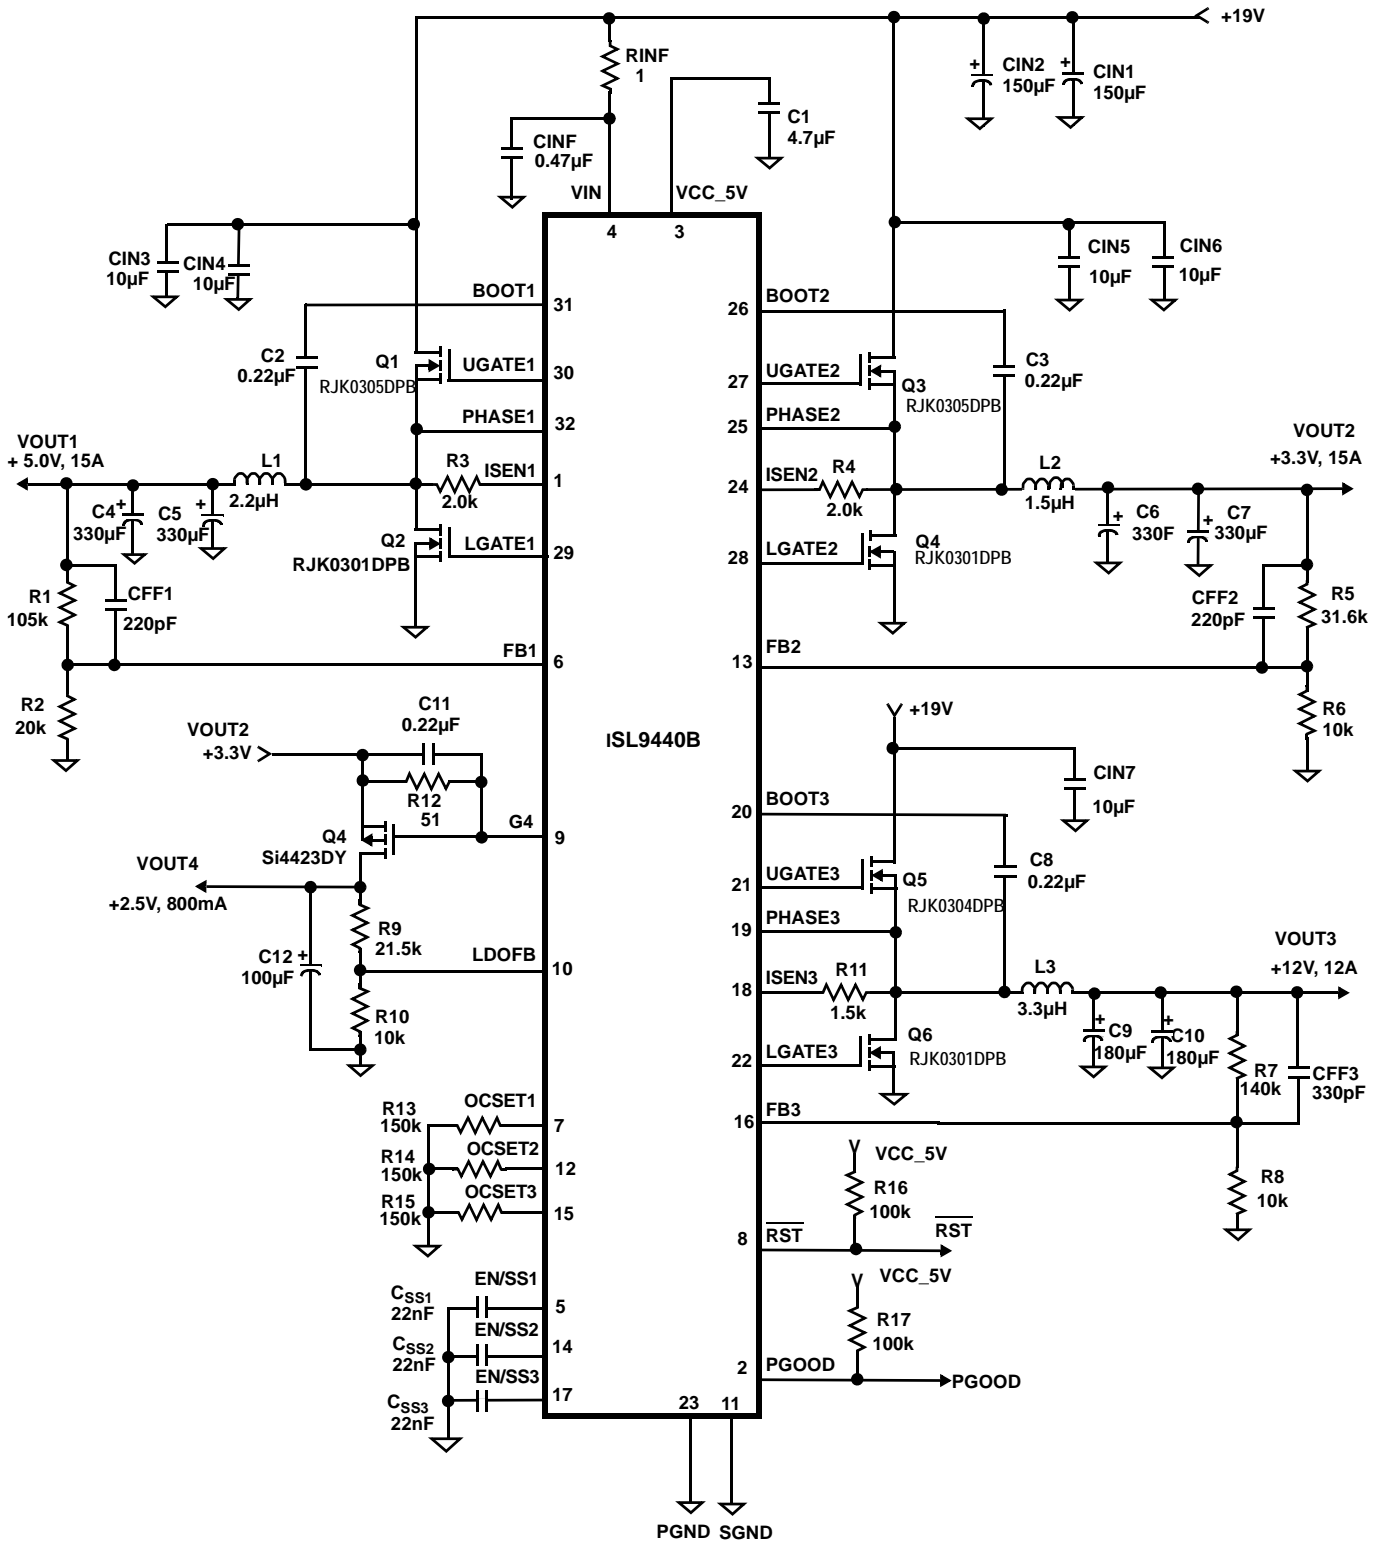 +19V
RINF
1
CIN2
150µF
CIN1
150µF
C1
4.7µF
CINF
0.47µF
VIN
VCC_5V
4
3
CIN3
10µF
CIN4
10µF
CIN5
10µF
CIN6
10µF
BOOT1
31
26
BOOT2
C2
0.22µF
Q1
RJK0305DPB
UGATE1
30
27
UGATE2
Q3
RJK0305DPB
C3
0.22µF
PHASE1
32
25
PHASE2
VOUT1
+ 5.0V, 15A
L1
2.2µH
R3
2.0k
ISEN1
1
24
ISEN2
R4
2.0k
L2
1.5µH
VOUT2
+3.3V, 15A
C4
+
330µF
C5
+
330µF
Q2
RJK0301DPB
LGATE1
29
28
LGATE2
Q4
RJK0301DPB
+
C6
330F
+
C7
330µF
R1
105k
CFF1
220pF
CFF2
220pF
R5
31.6k
FB1
6
13
FB2
R2
20k
R6
10k
VOUT2
+3.3V
C11
0.22µF
R12
51
ISL9440B
+19V
CIN7
10µF
BOOT3
20
Q4
Si4423DY
G4
9
C8
0.22µF
VOUT4
+2.5V, 800mA
21
UGATE3
Q5
RJK0304DPB
R9
21.5k
19
PHASE3
C12
+
100µF
LDOFB
10
18
ISEN3
R11
1.5k
L3
3.3µH
VOUT3
+12V, 12A
R10
10k
22
LGATE3
Q6
RJK0301DPB
+
C9
180µF
+
C10
180µF
R7
140k
CFF3
330pF
R13
150k
OCSET1
7
16
FB3
R14
150k
OCSET2
12
R15
150k
OCSET3
15
VCC_5V
R16
100k
R8
10k
8
RST
RST
VCC_5V
CSS1
22nF
EN/SS1
5
R17
100k
CSS2
22nF
EN/SS2
14
2
PGOOD
PGOOD
CSS3
22nF
EN/SS3
17
23
11
PGND
SGND